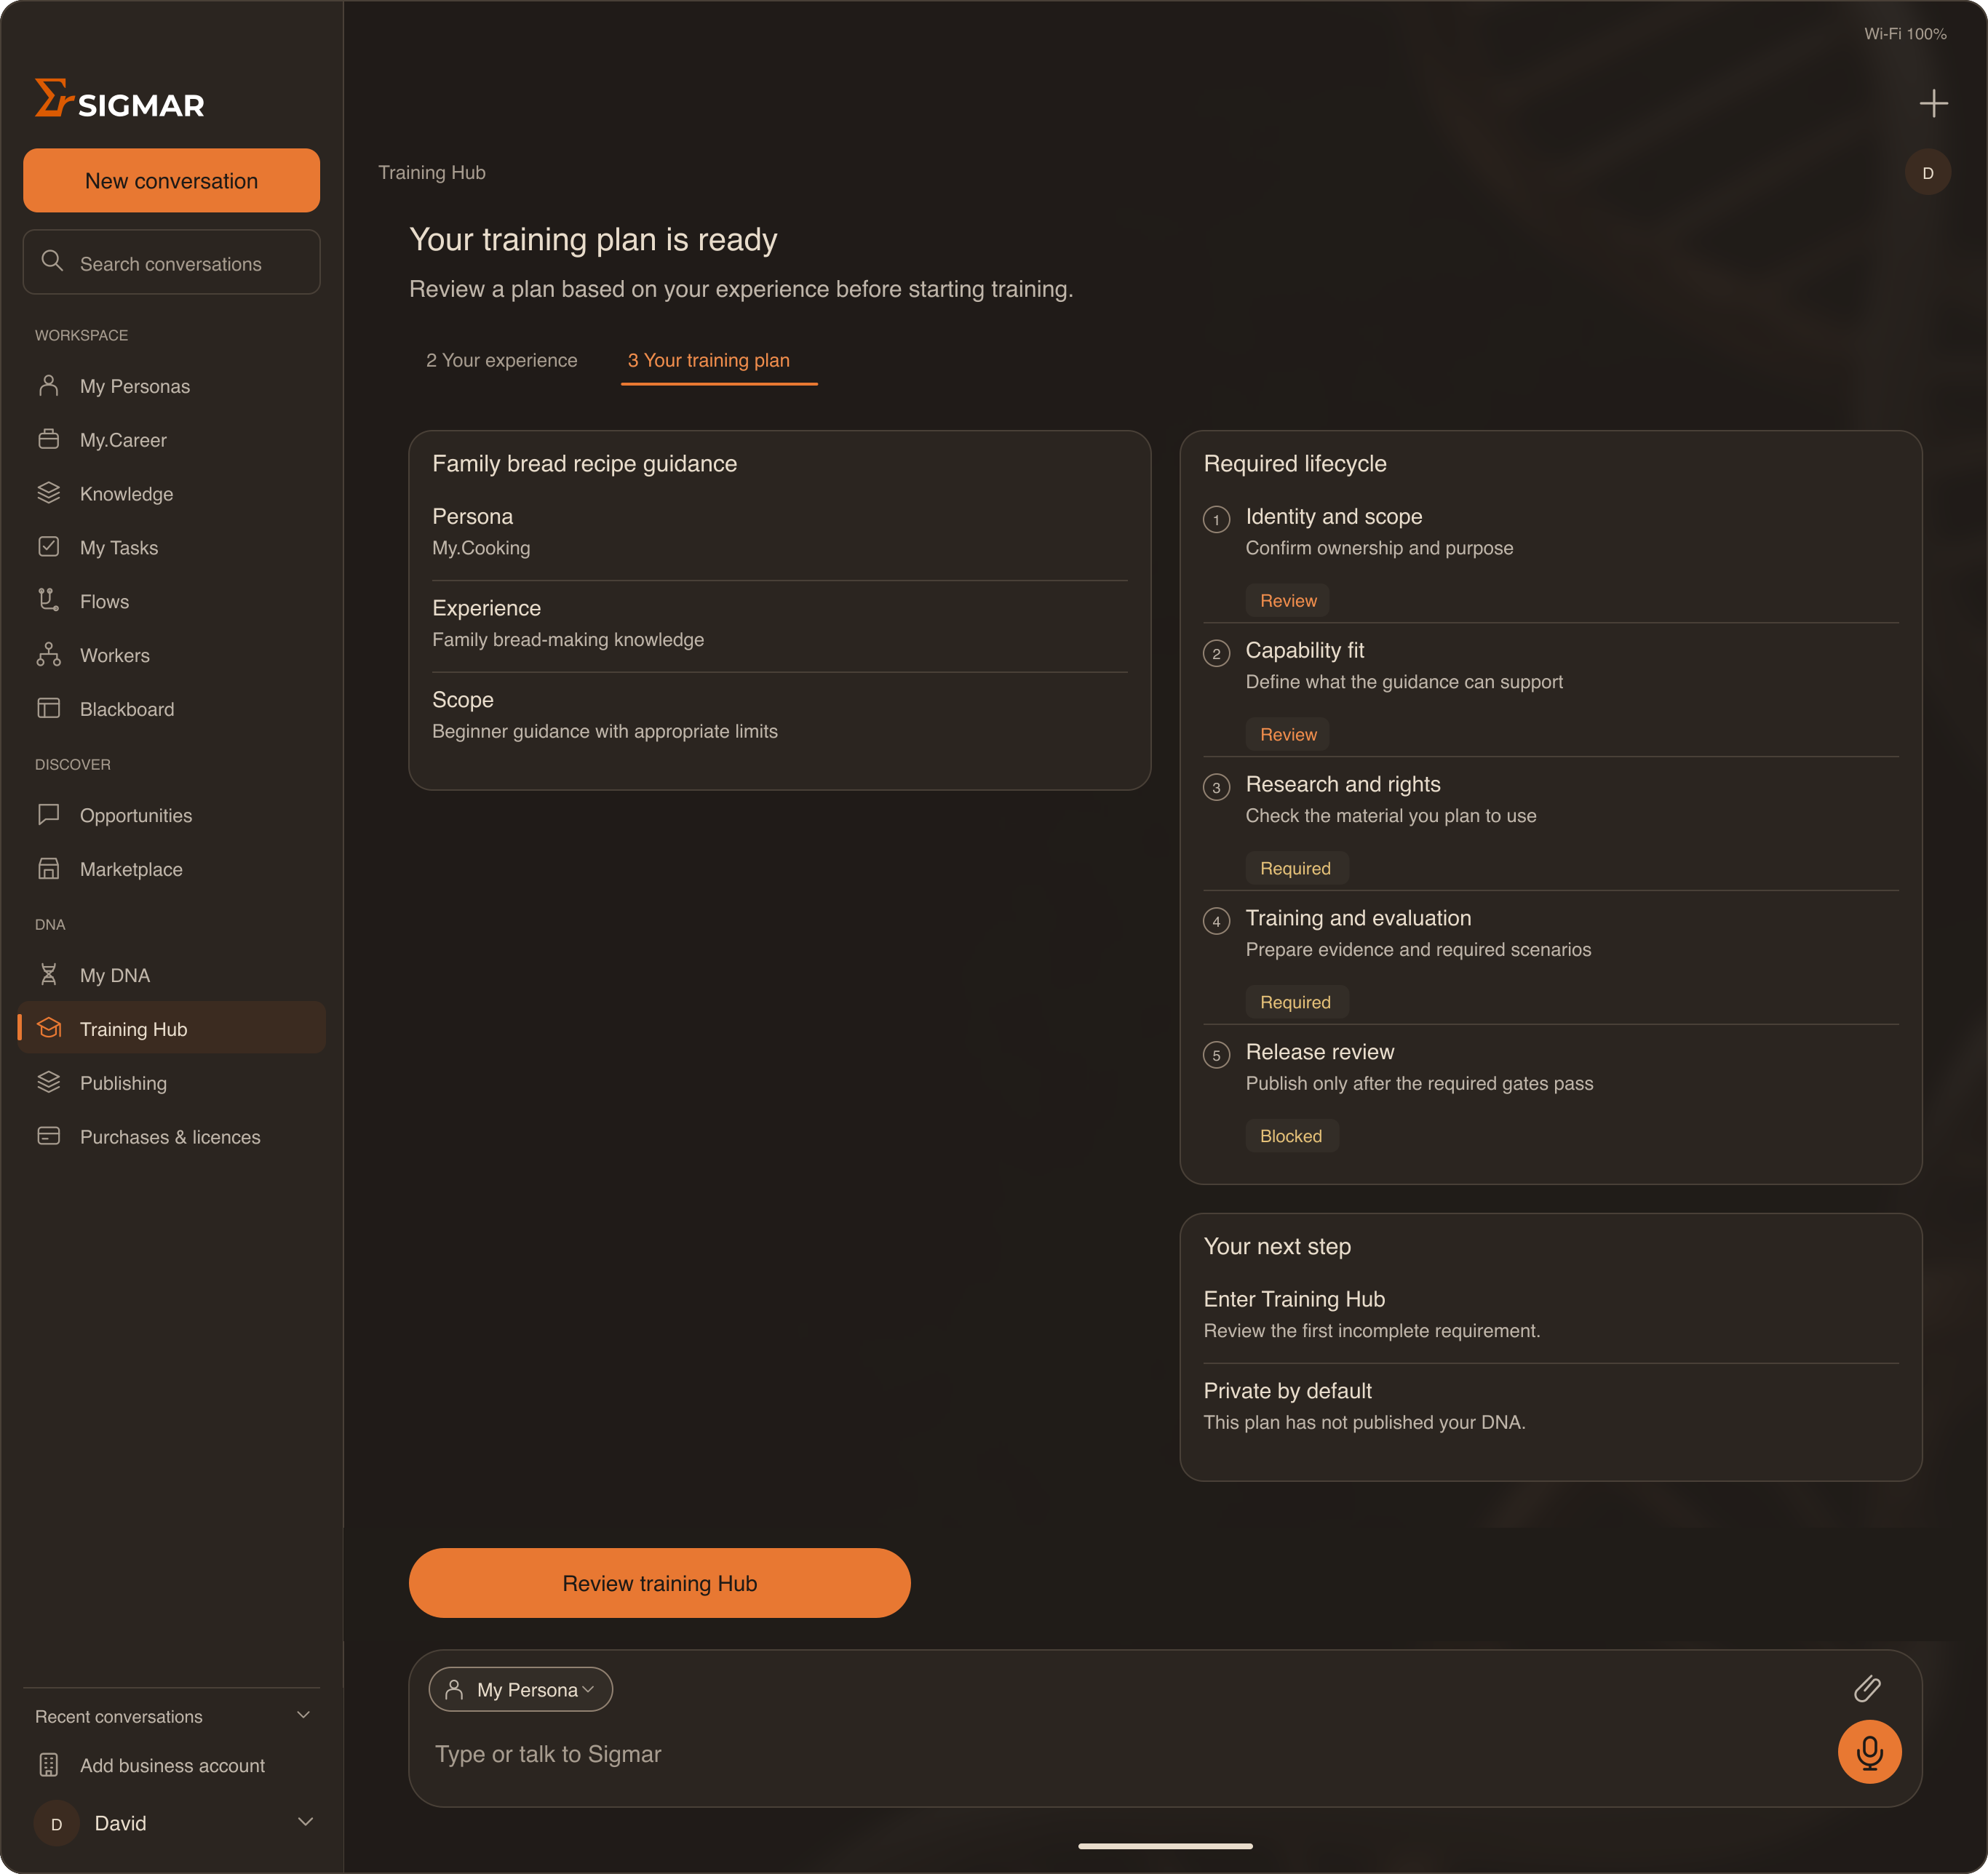 Wi-Fi 100%
Σr SIGMAR
New conversation
Search conversations
WORKSPACE
My Personas
My.Career
Knowledge
My Tasks
Flows
Workers
Blackboard
DISCOVER
Opportunities
Marketplace
DNA
My DNA
Training Hub
Publishing
Purchases & licences
Recent conversations
Add business account
D
David
Training Hub
D
Your training plan is ready
Review a plan based on your experience before starting training.
2 Your experience
3 Your training plan
Family bread recipe guidance
Persona
My.Cooking
Experience
Family bread-making knowledge
Scope
Beginner guidance with appropriate limits
Required lifecycle
1 Identity and scope
Confirm ownership and purpose
Review
2 Capability fit
Define what the guidance can support
Review
3 Research and rights
Check the material you plan to use
Required
4 Training and evaluation
Prepare evidence and required scenarios
Required
5 Release review
Publish only after the required gates pass
Blocked
Your next step
Enter Training Hub
Review the first incomplete requirement.
Private by default
This plan has not published your DNA.
Review training Hub
My Persona
Type or talk to Sigmar